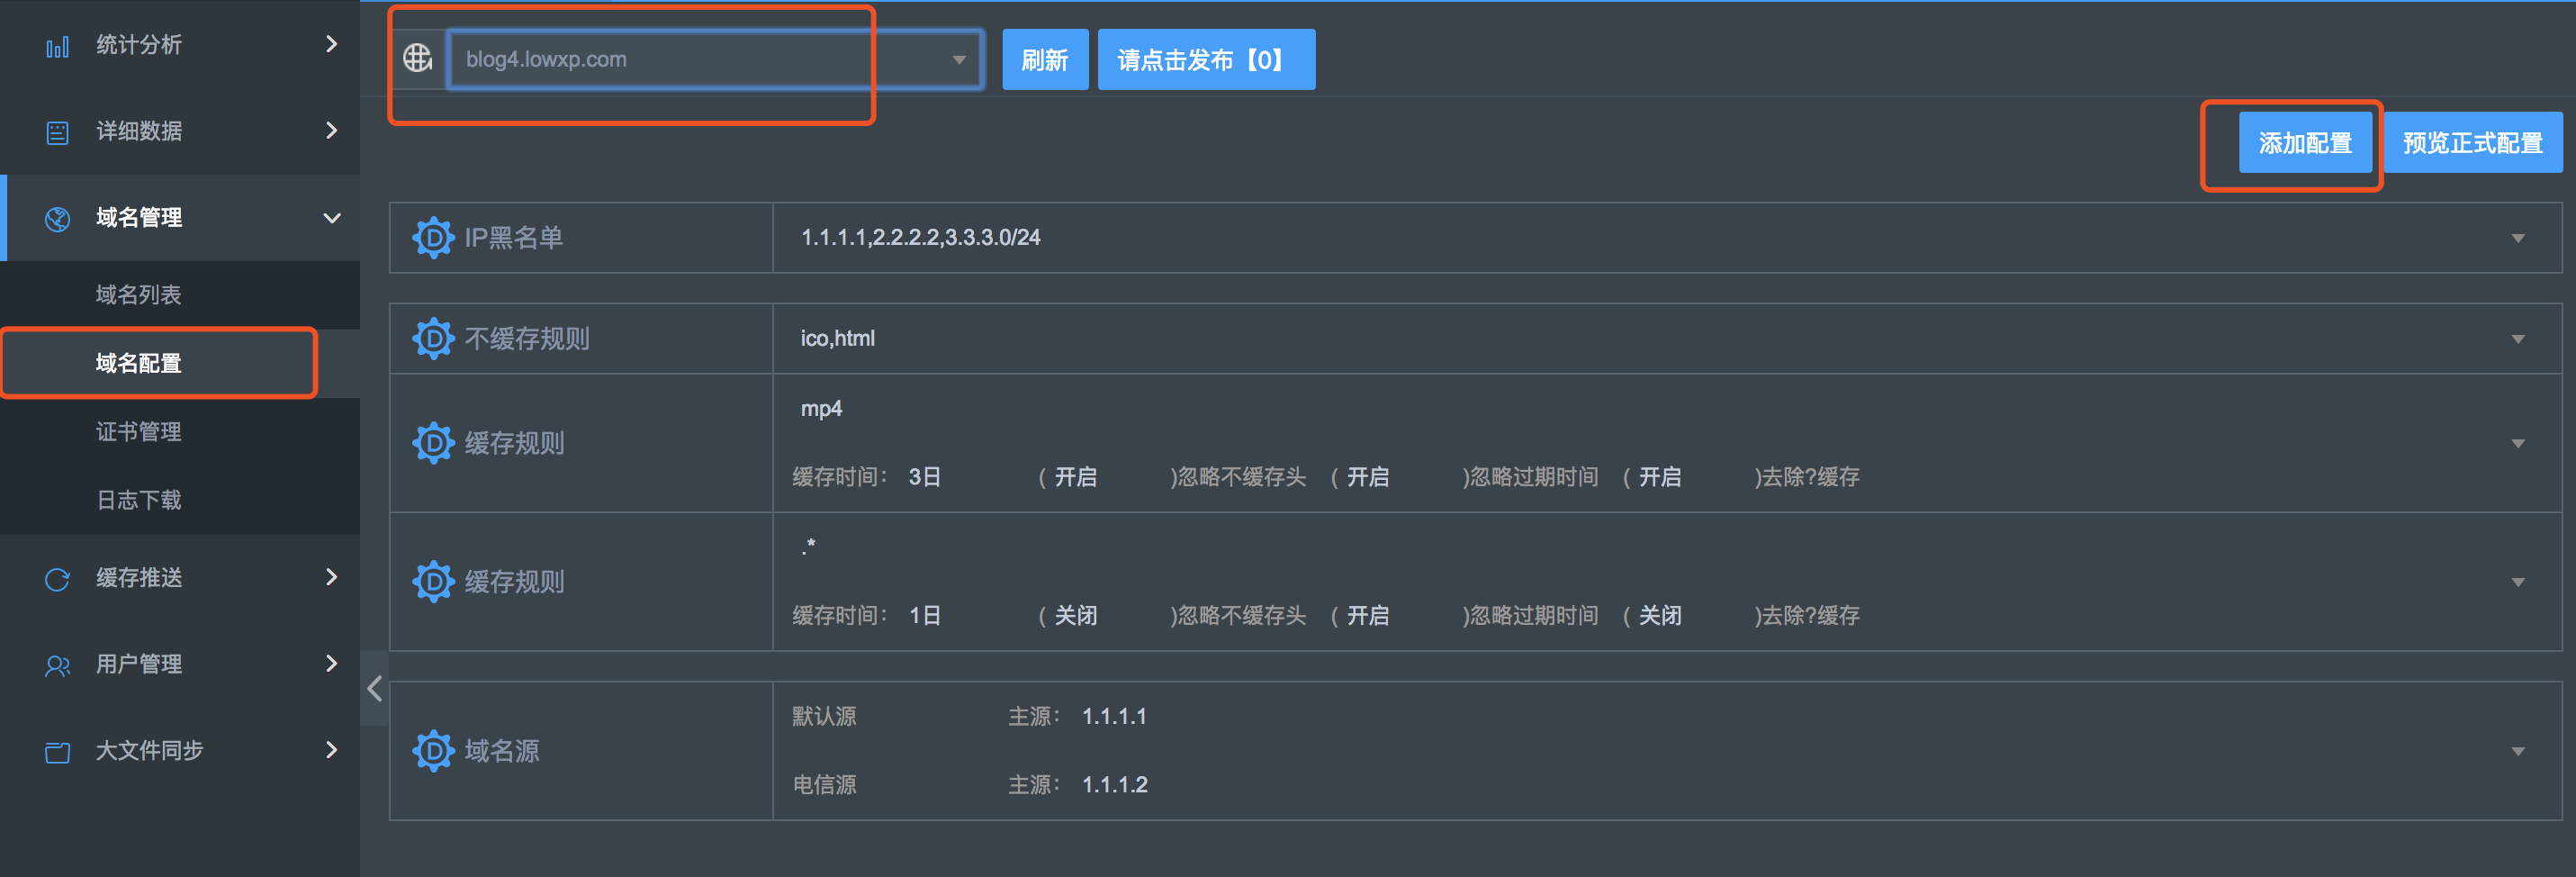 统计分析
详细数据
域名管理
域名列表
域名配置
证书管理
日志下载
缓存推送
用户管理
大文件同步
blog4.lowxp.com
刷新
请点击发布【0】
添加配置
预览正式配置
IP黑名单
1.1.1.1,2.2.2.2,3.3.3.0/24
不缓存规则
ico,html
缓存规则
mp4
缓存时间： 3日 ( 开启 )忽略不缓存头 ( 开启 )忽略过期时间 ( 开启 )去除?缓存
缓存规则
.*
缓存时间： 1日 ( 关闭 )忽略不缓存头 ( 开启 )忽略过期时间 ( 关闭 )去除?缓存
域名源
默认源 主源： 1.1.1.1
电信源 主源： 1.1.1.2